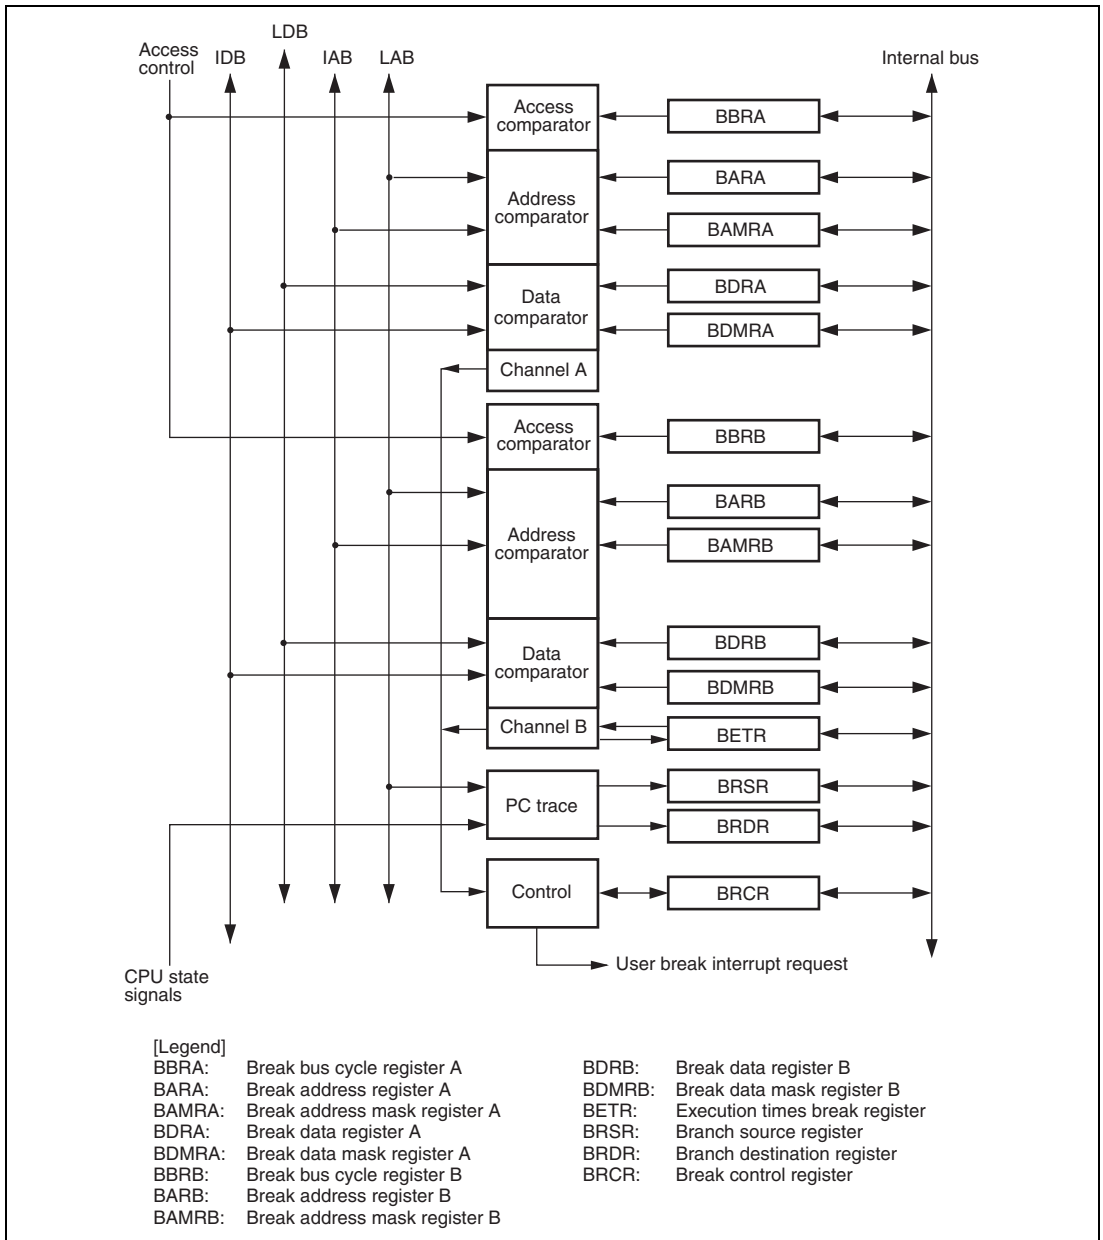 Access
control
IDB
LDB
IAB
LAB
Internal bus
Access
comparator
BBRA
Address
comparator
BARA
BAMRA
Data
comparator
BDRA
BDMRA
Channel A
Access
comparator
BBRB
Address
comparator
BARB
BAMRB
Data
comparator
BDRB
BDMRB
Channel B
BETR
PC trace
BRSR
BRDR
Control
BRCR
User break interrupt request
CPU state
signals
[Legend]
BBRA: Break bus cycle register A
BARA: Break address register A
BAMRA: Break address mask register A
BDRA: Break data register A
BDMRA: Break data mask register A
BBRB: Break bus cycle register B
BARB: Break address register B
BAMRB: Break address mask register B
BDRB: Break data register B
BDMRB: Break data mask register B
BETR: Execution times break register
BRSR: Branch source register
BRDR: Branch destination register
BRCR: Break control register